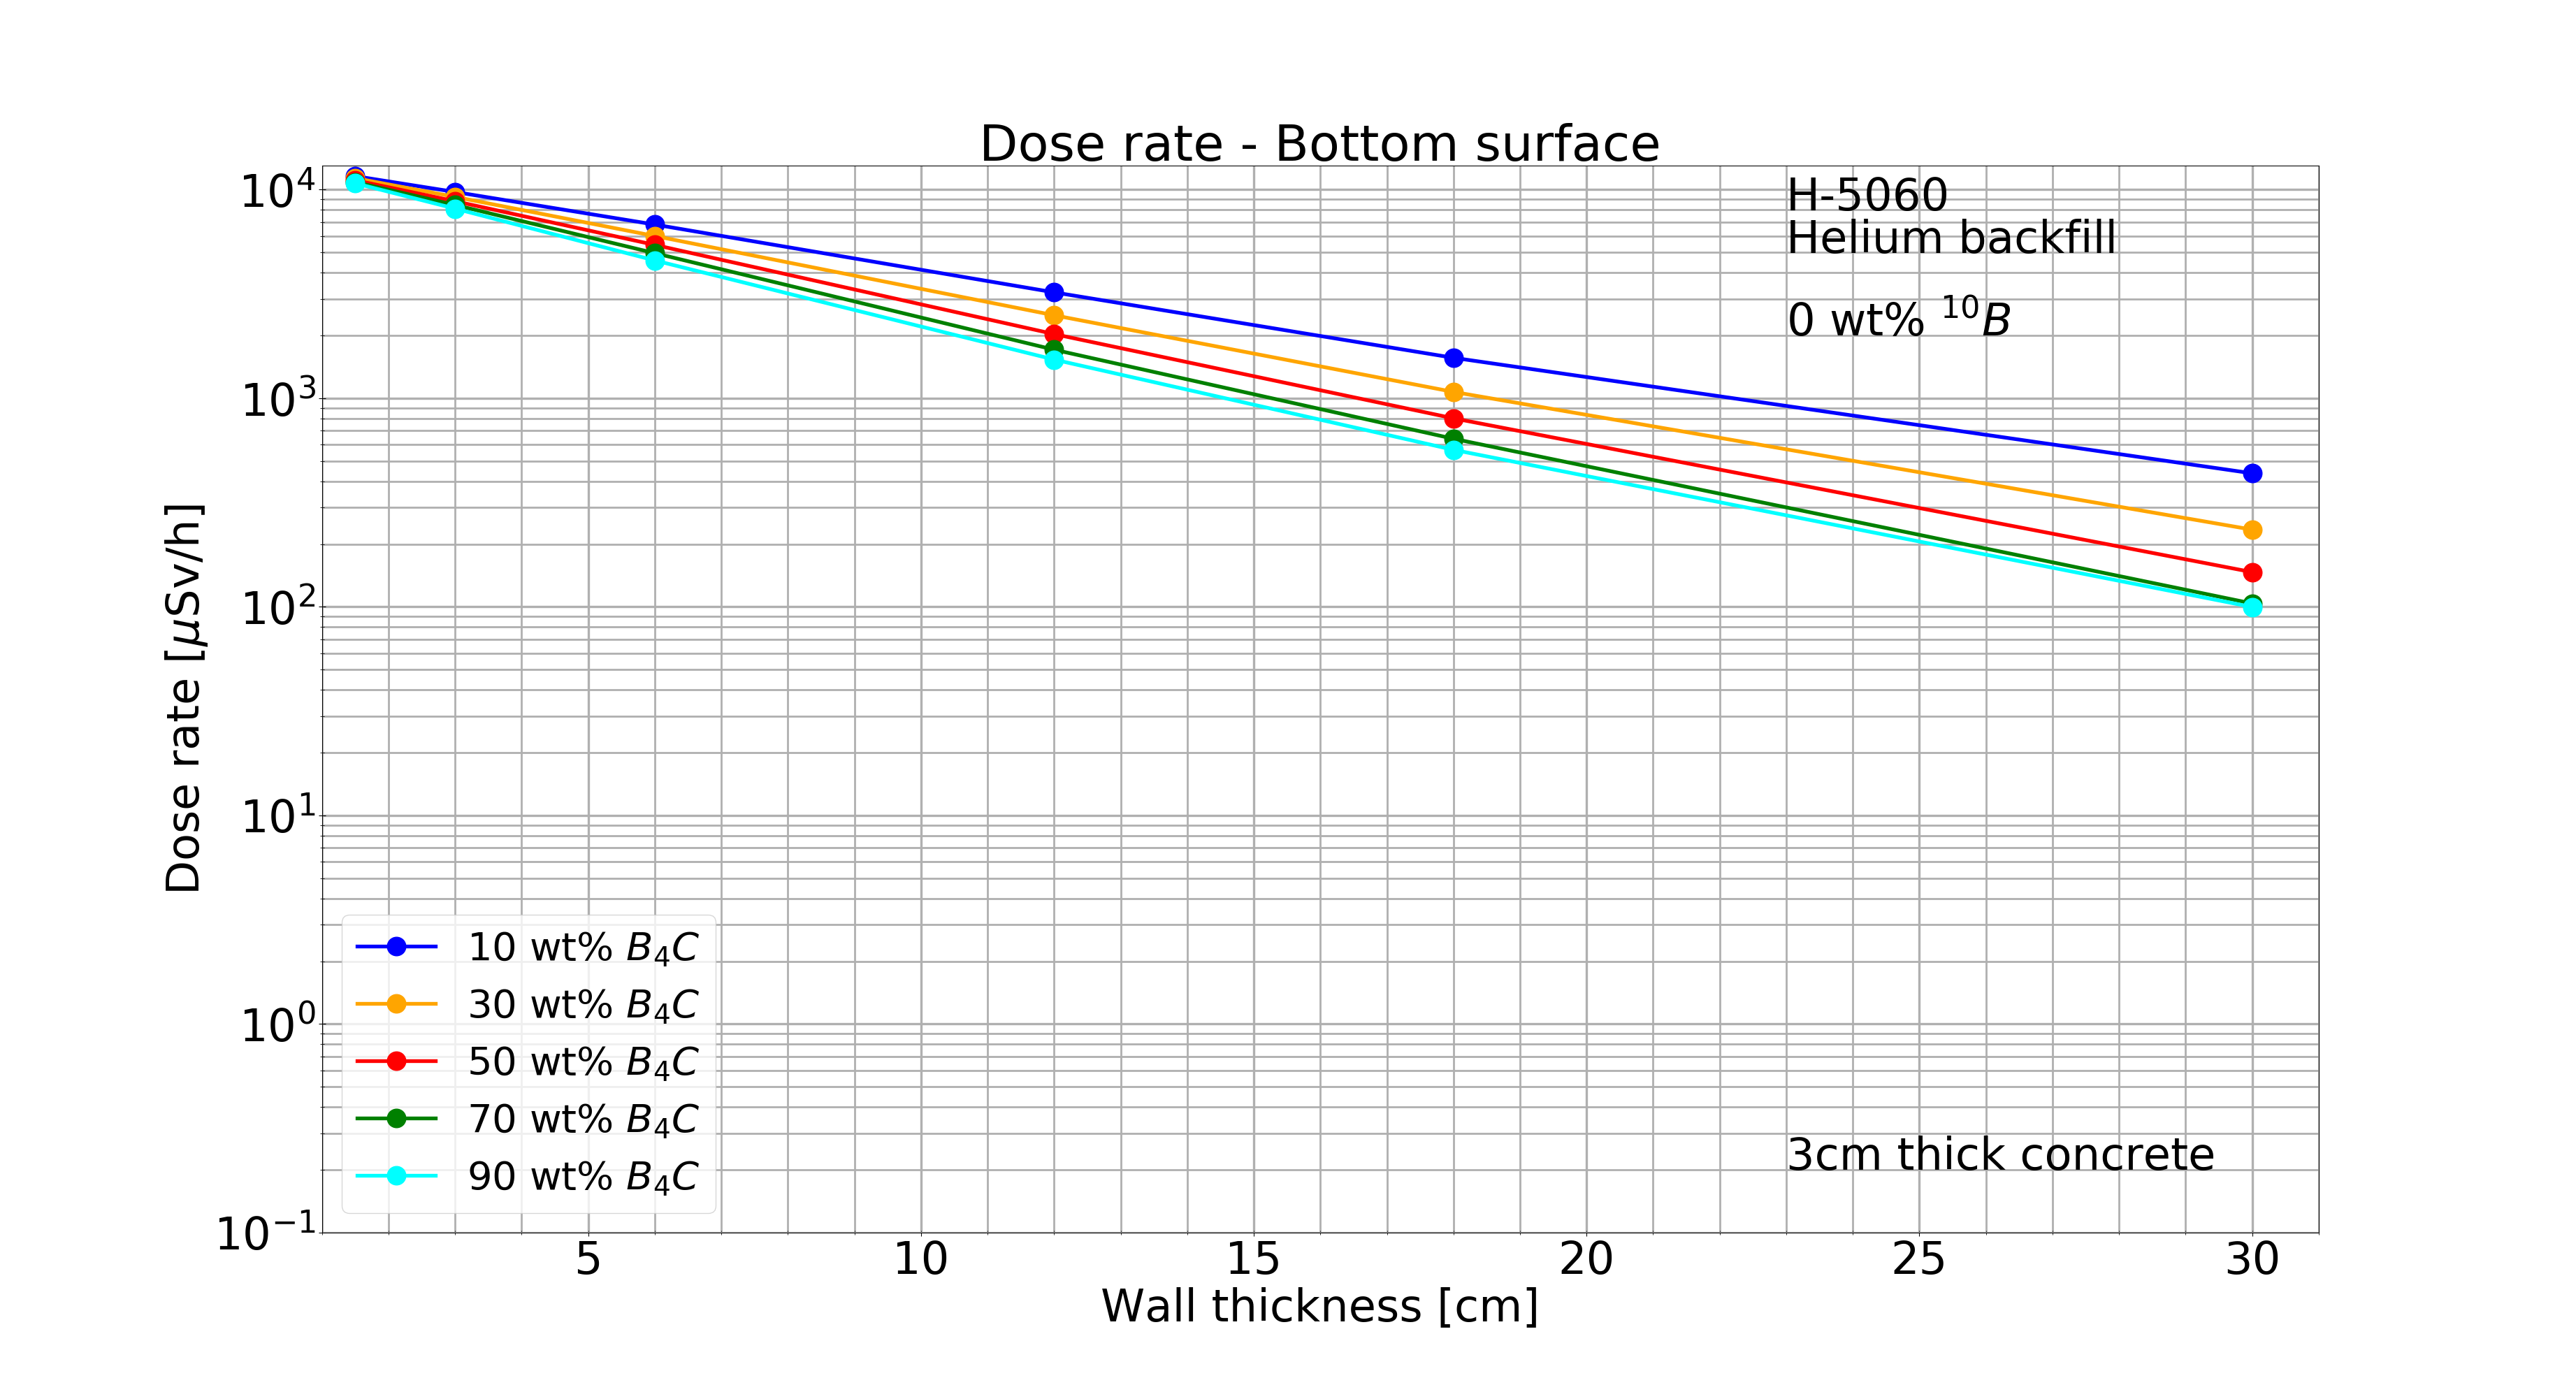 Dose rate - Bottom surface
H-5060
Helium backfill
0 wt% ¹⁰B
10⁴
10³
10²
10¹
10⁰
10⁻¹
Dose rate [μSv/h]
10 wt% B₄C
30 wt% B₄C
50 wt% B₄C
70 wt% B₄C
90 wt% B₄C
3cm thick concrete
5 10 15 20 25 30
Wall thickness [cm]